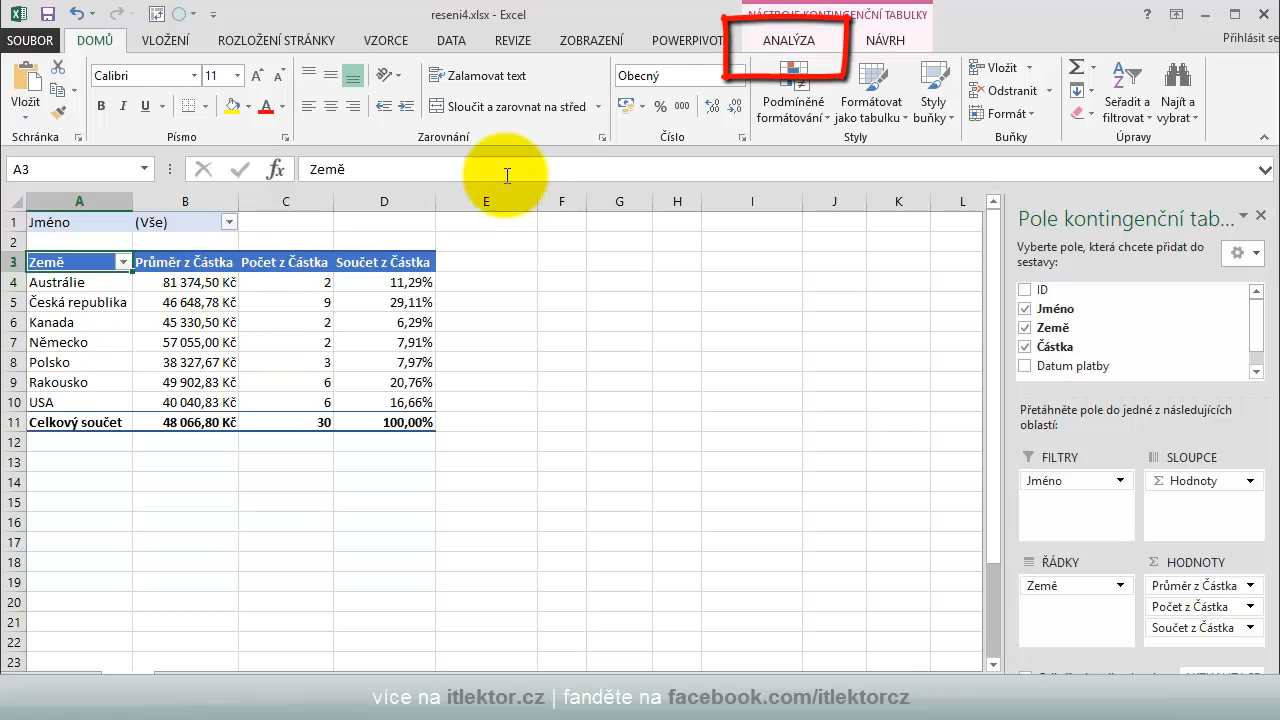 reseni4.xlsx - Excel
NÁSTROJE KONTINGENČNÍ TABULKY
SOUBOR DOMŮ VLOŽENÍ ROZLOŽENÍ STRÁNKY VZORCE DATA REVIZE ZOBRAZENÍ POWERPIVOT ANALÝZA NÁVRH
Přihlásit se
Vložit
Schránka
Calibri 11
B I U
Písmo
Zalamovat text
Sloučit a zarovnat na střed
Zarovnání
Obecný
% 000
Číslo
Podmíněné formátování
Formátovat jako tabulku
Styly buňky
Styly
Vložit
Odstranit
Formát
Buňky
Seřadit a filtrovat
Najít a vybrat
Úpravy
A3 fx Země
A B C D E F G H I J K L
1 Jméno (Vše)
2
3 Země Průměr z Částka Počet z Částka Součet z Částka
4 Austrálie 81 374,50 Kč 2 11,29%
5 Česká republika 46 648,78 Kč 9 29,11%
6 Kanada 45 330,50 Kč 2 6,29%
7 Německo 57 055,00 Kč 2 7,91%
8 Polsko 38 327,67 Kč 3 7,97%
9 Rakousko 49 902,83 Kč 6 20,76%
10 USA 40 040,83 Kč 6 16,66%
11 Celkový součet 48 066,80 Kč 30 100,00%
12
13
14
15
16
17
18
19
20
21
22
23
Pole kontingenční tab...
Vyberte pole, která chcete přidat do
sestavy:
ID
Jméno
Země
Částka
Datum platby
Přetáhněte pole do jedné z následujících
oblastí:
FILTRY
Jméno
SLOUPCE
Σ Hodnoty
ŘÁDKY
Země
Σ HODNOTY
Průměr z Částka
Počet z Částka
Součet z Částka
více na itlektor.cz | fanděte na facebook.com/itlektorcz